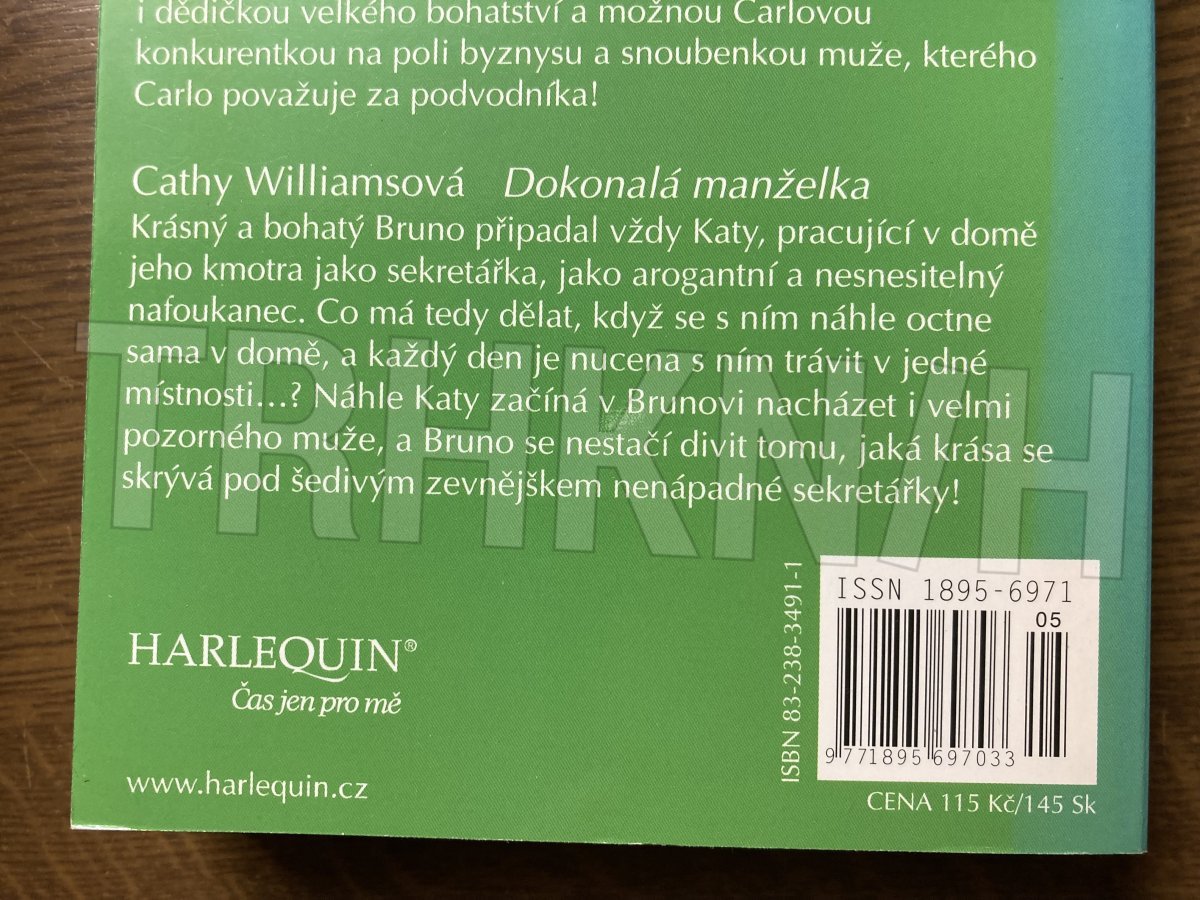 i dědičkou velkého bohatství a možnou Carlovou
konkurentkou na poli byznysu a snoubenkou muže, kterého
Carlo považuje za podvodníka!
Cathy Williamsová Dokonalá manželka
Krásný a bohatý Bruno připadal vždy Katy, pracující v domě
jeho kmotra jako sekretářka, jako arogantní a nesnesitelný
nafoukanec. Co má tedy dělat, když se s ním náhle octne
sama v domě, a každý den je nucena s ním trávit v jedné
místnosti...? Náhle Katy začíná v Brunovi nacházet i velmi
pozorného muže, a Bruno se nestačí divit tomu, jaká krása se
skrývá pod šedivým zevnějškem nenápadné sekretářky!
TRHKNIH
HARLEQUIN®
Čas jen pro mě
www.harlequin.cz
ISBN 83-238-3491-1
ISSN 1895-6971
05
9 771895 697033
CENA 115 Kč/145 Sk